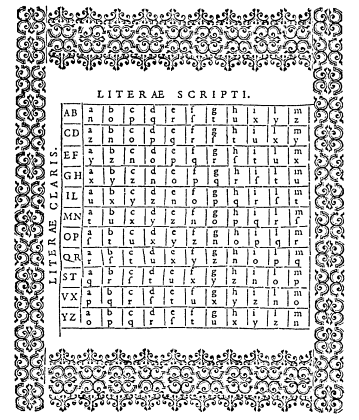 LITERÆ SCRIPTI.
LITERÆ CLARIS.
AB a b c d e f g h i l m
n o p q r ſ t u x y z
CD a b c d e f g h i l m
z n o p q r ſ t u x y
EF a b c d e f g h i l m
y z n o p q r ſ t u x
GH a b c d e f g h i l m
x y z n o p q r ſ t u
IL a b c d e f g h i l m
u x y z n o p q r ſ t
MN a b c d e f g h i l m
t u x y z n o p q r ſ
OP a b c d e f g h i l m
ſ t u x y z n o p q r
QR a b c d e f g h i l m
r ſ t u x y z n o p q
ST a b c d e f g h i l m
q r ſ t u x y z n o p
VX a b c d e f g h i l m
p q r ſ t u x y z n o
YZ a b c d e f g h i l m
o p q r ſ t u x y z n